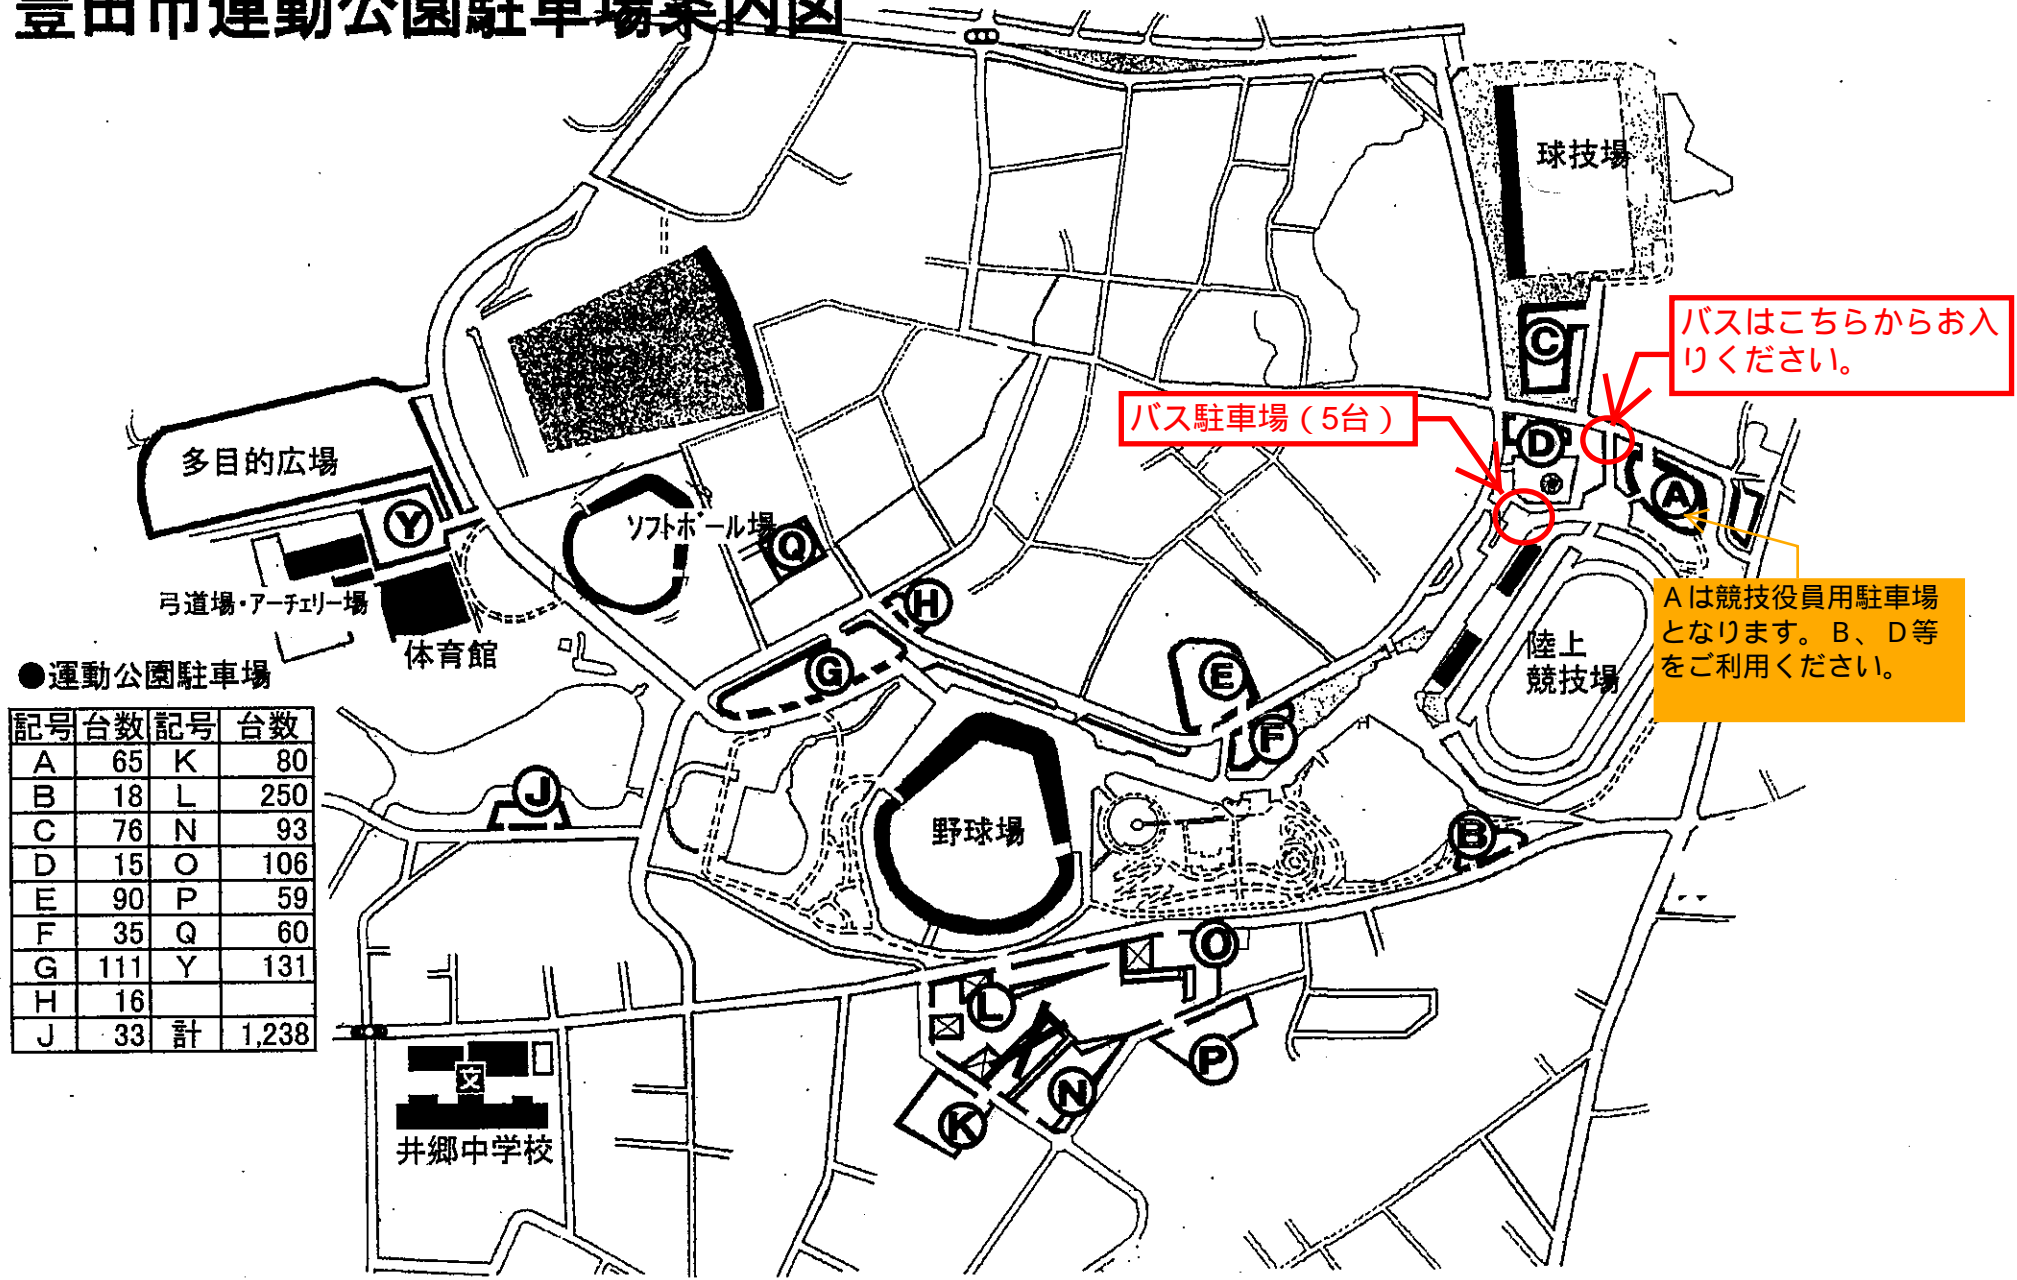 豊田市運動公園駐車場案内図
球技場
C
バスはこちらからお入
りください。
バス駐車場（5台）
D
A
多目的広場
Y
ソフトボール場
Q
弓道場・アーチェリー場
体育館
H
G
E
F
Aは競技役員用駐車場
となります。B、D等
をご利用ください。
陸上
競技場
●運動公園駐車場
記号 台数 記号 台数
A 65 K 80
B 18 L 250
C 76 N 93
D 15 O 106
E 90 P 59
F 35 Q 60
G 111 Y 131
H 16
J 33 計 1,238
J
野球場
B
O
L
P
N
K
文
井郷中学校